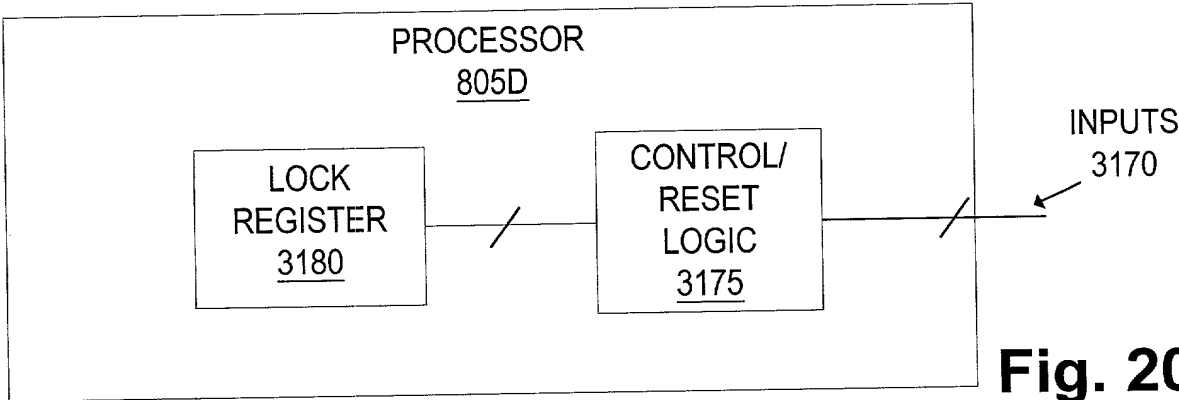 PROCESSOR
805D
LOCK
REGISTER
3180
CONTROL/
RESET
LOGIC
3175
INPUTS
3170
Fig. 20